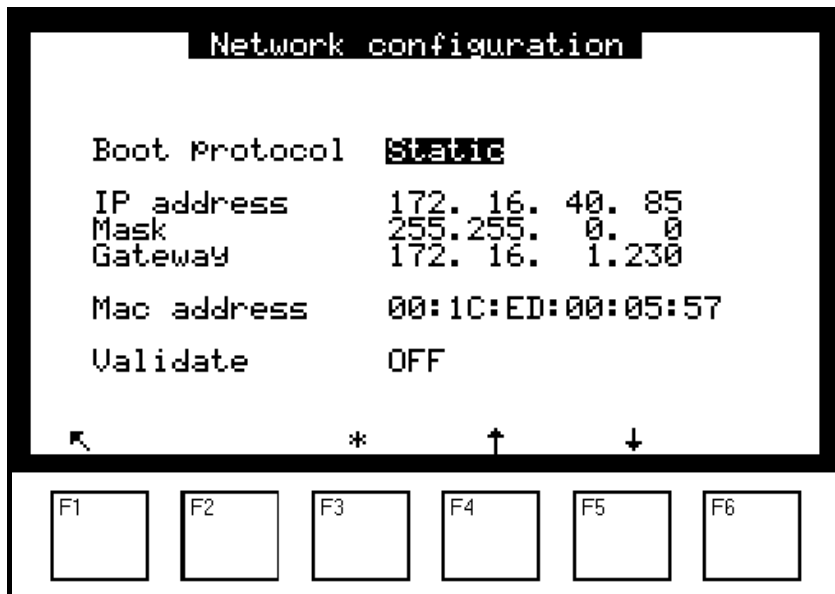 Network configuration
Boot protocol Static
IP address 172. 16. 40. 85
Mask 255.255. 0. 0
Gateway 172. 16. 1.230
Mac address 00:1C:ED:00:05:57
Validate OFF
↖ * ↑ ↓
F1 F2 F3 F4 F5 F6